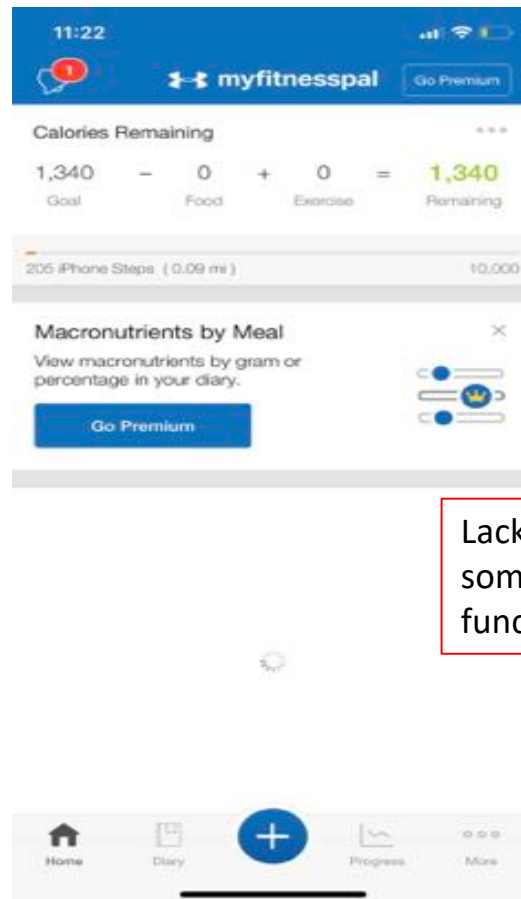 11:22
1
myfitnesspal
Go Premium
Calories Remaining
1,340 - 0 + 0 = 1,340
Goal Food Exercise Remaining
205 iPhone Steps ( 0.09 mi ) 10,000
Macronutrients by Meal
View macronutrients by gram or
percentage in your diary.
Go Premium
Lack
som
func
Home Diary + Progress More